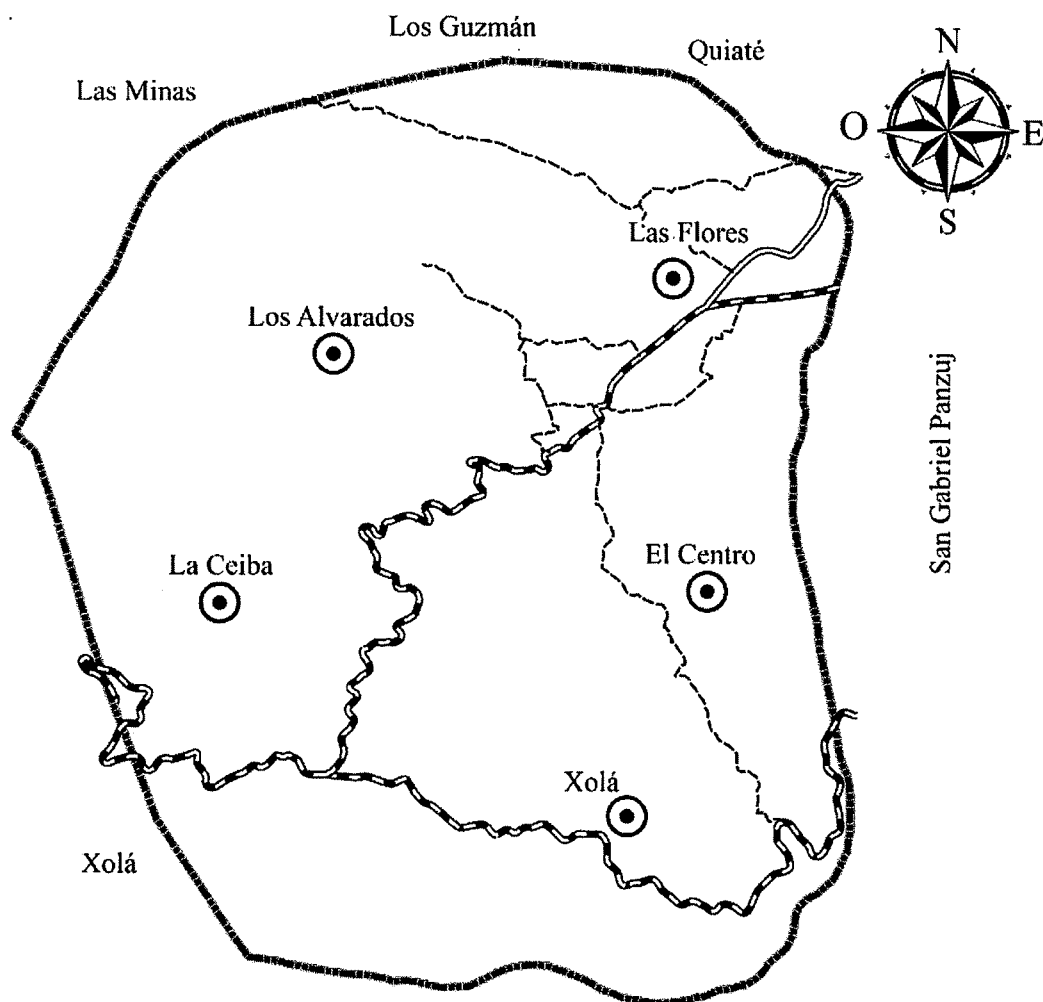 Los Guzmán
Quiaté
Las Minas
N
O
E
S
Las Flores
Los Alvarados
San Gabriel Panzuj
La Ceiba
El Centro
Xolá
Xolá